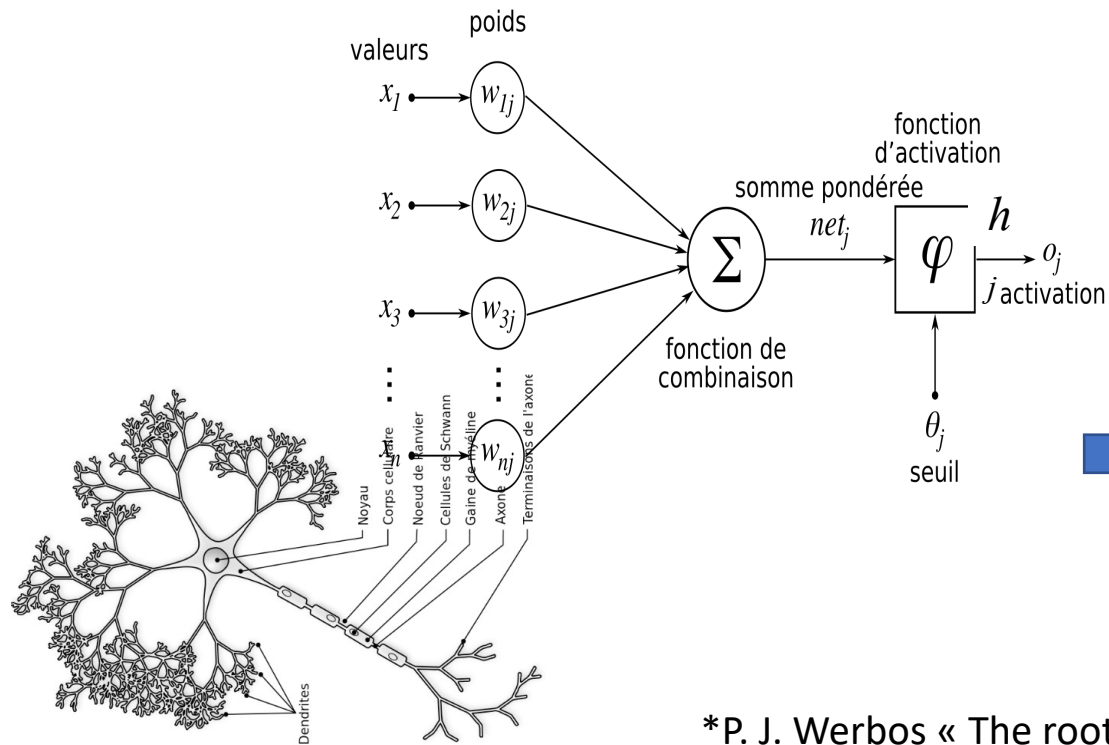 poids
valeurs
x1 w1j
x2 w2j
x3 w3j
xn wnj
Σ
fonction de
combinaison
somme pondérée
netj
fonction
d'activation
φ
h
oj
j activation
θj
seuil
Noyau
Corps cellulaire
Noeud de Ranvier
Cellules de Schwann
Gaine de myéline
Axone
Terminaisons de l'axone
Dendrites
*P. J. Werbos « The root